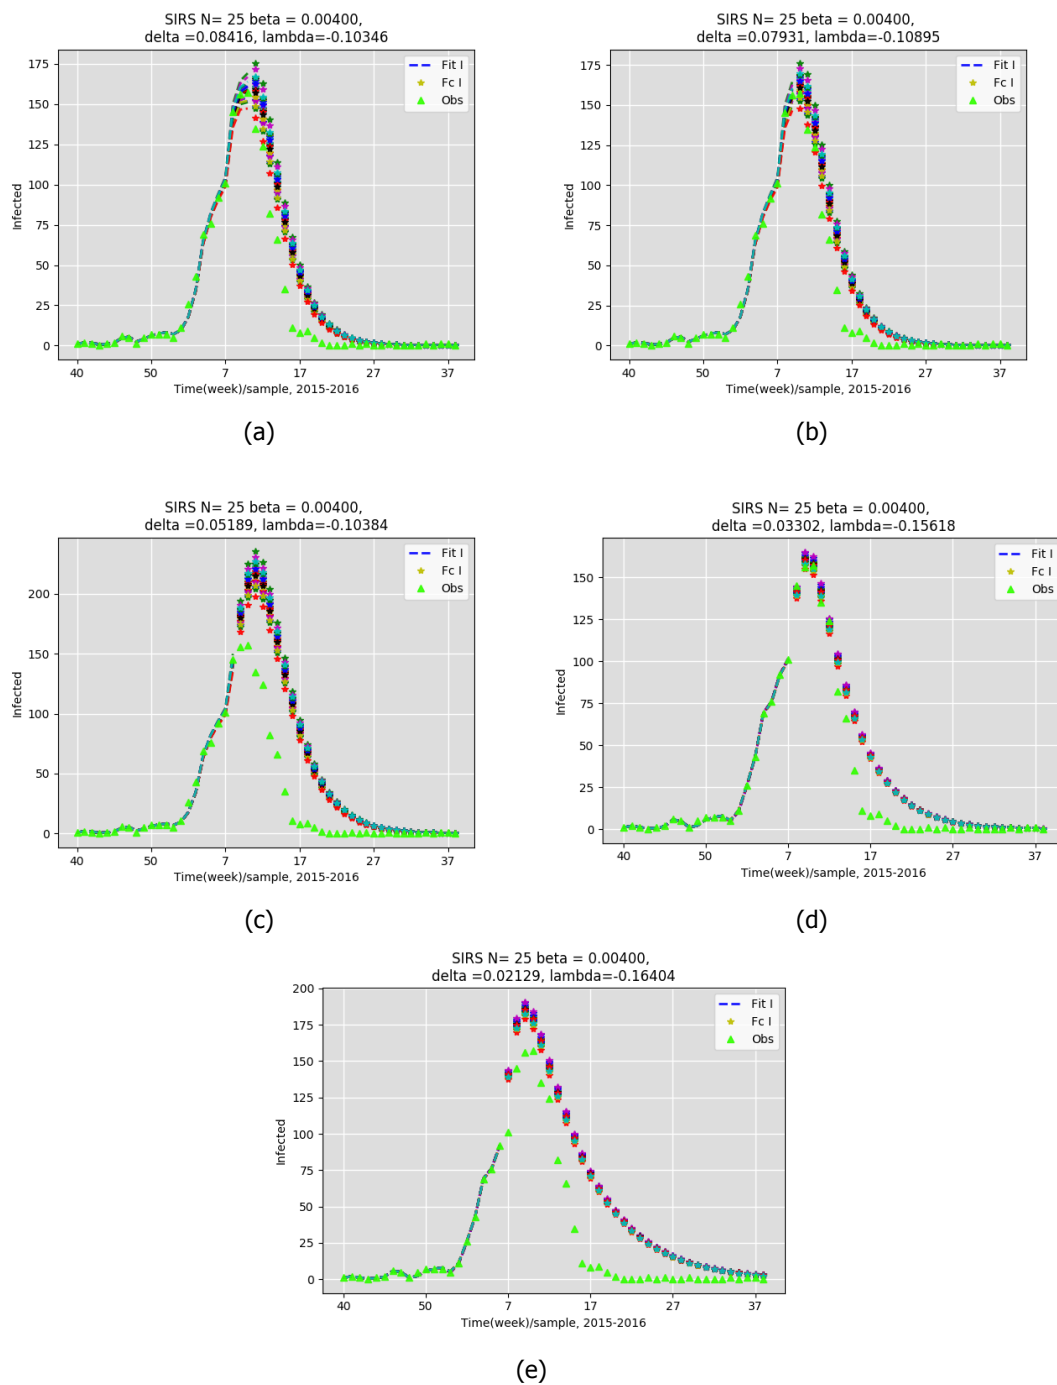 SIRS N= 25 beta = 0.00400,
delta =0.08416, lambda=-0.10346
175
150
125
100
75
50
25
0
Infected
Fit I
Fc I
Obs
40 50 7 17 27 37
Time(week)/sample, 2015-2016
(a)
SIRS N= 25 beta = 0.00400,
delta =0.07931, lambda=-0.10895
175
150
125
100
75
50
25
0
Infected
Fit I
Fc I
Obs
40 50 7 17 27 37
Time(week)/sample, 2015-2016
(b)
SIRS N= 25 beta = 0.00400,
delta =0.05189, lambda=-0.10384
200
150
100
50
0
Infected
Fit I
Fc I
Obs
40 50 7 17 27 37
Time(week)/sample, 2015-2016
(c)
SIRS N= 25 beta = 0.00400,
delta =0.03302, lambda=-0.15618
150
125
100
75
50
25
0
Infected
Fit I
Fc I
Obs
40 50 7 17 27 37
Time(week)/sample, 2015-2016
(d)
SIRS N= 25 beta = 0.00400,
delta =0.02129, lambda=-0.16404
200
175
150
125
100
75
50
25
0
Infected
Fit I
Fc I
Obs
40 50 7 17 27 37
Time(week)/sample, 2015-2016
(e)